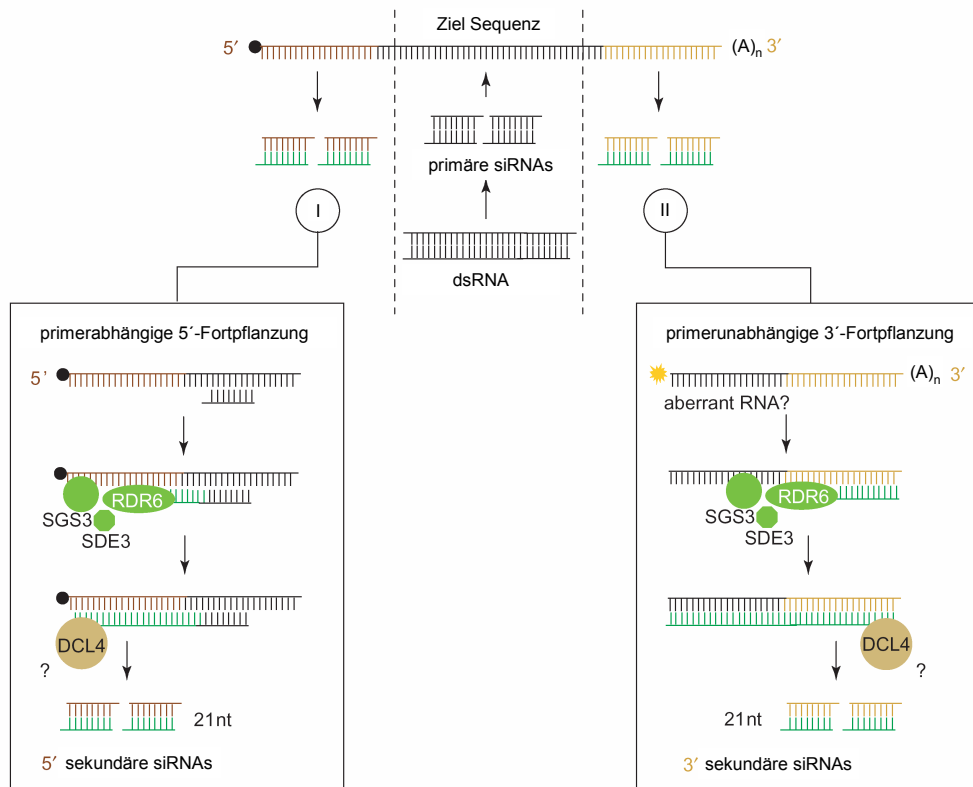 Ziel Sequenz
5′ (A)n 3′
primäre siRNAs
I
II
dsRNA
primerabhängige 5´-Fortpflanzung
5’
RDR6
SGS3
SDE3
DCL4
?
21nt
5′ sekundäre siRNAs
primerunabhängige 3´-Fortpflanzung
(A)n 3′
aberrant RNA?
RDR6
SGS3
SDE3
DCL4
?
21nt
3′ sekundäre siRNAs